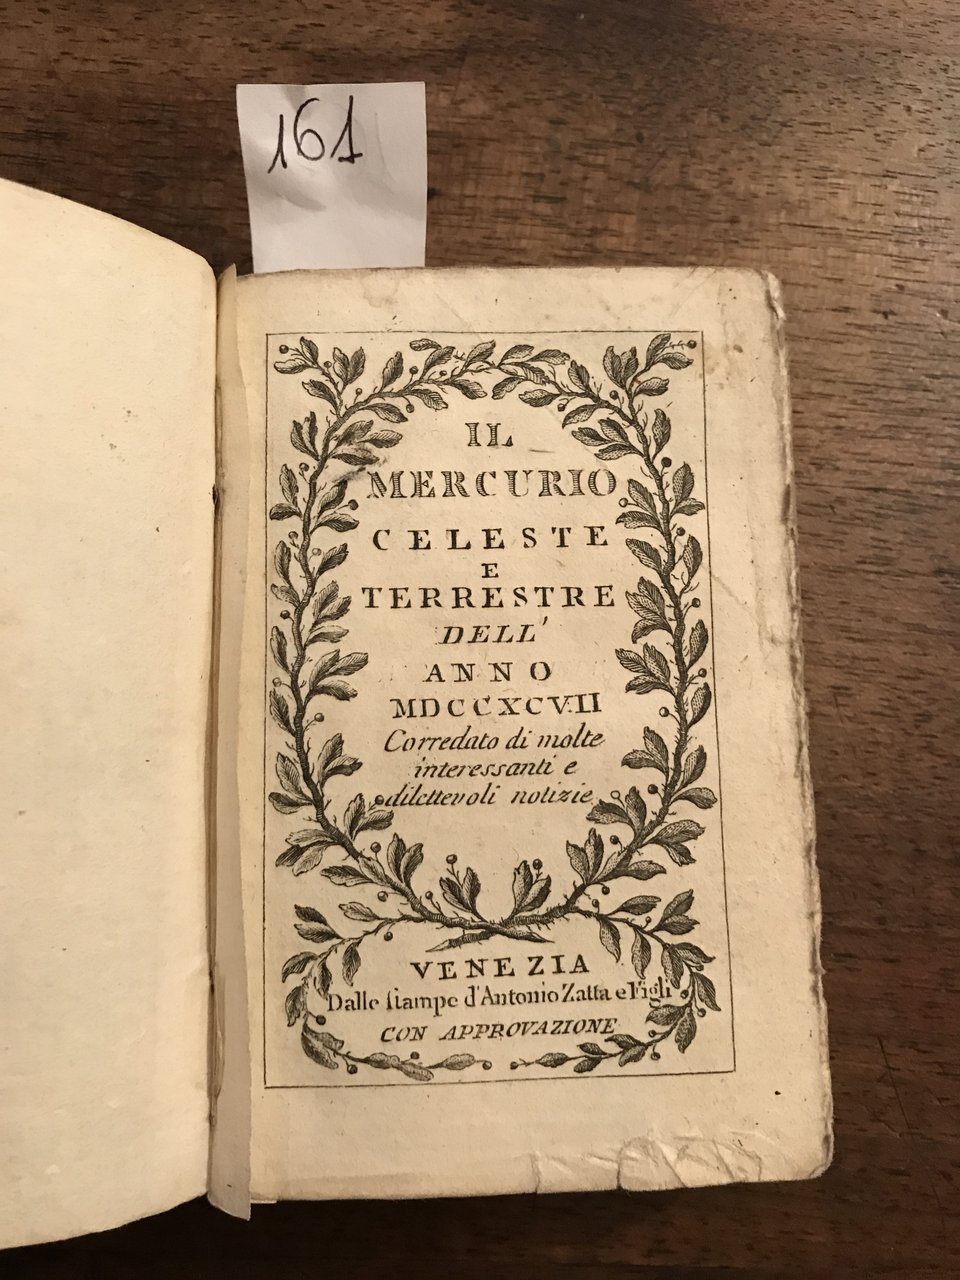 161
IL
MERCURIO
CELESTE
E
TERRESTRE
DELL'
ANNO
MDCCXCVII
Corredato di molte
interessanti e
dilettevoli notizie
VENEZIA
Dalle stampe d'Antonio Zatta e Figli
CON APPROVAZIONE